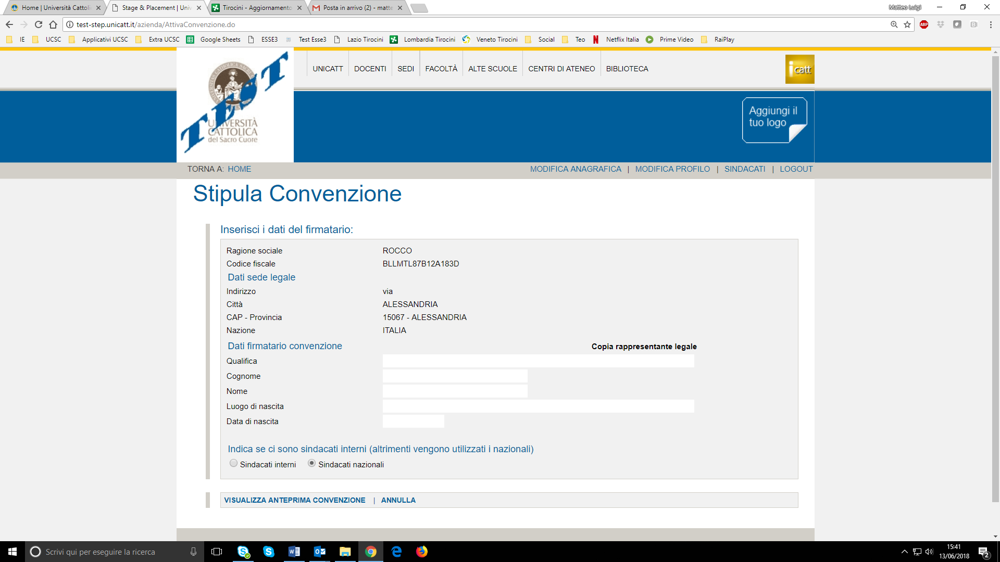 Home | Università Cattoli
Stage & Placement | Univ
Tirocini - Aggiornamento
Posta in arrivo (2) - matte
Matteo Luigi
test-step.unicatt.it/azienda/AttivaConvenzione.do
ABP
IE
UCSC
Applicativi UCSC
Extra UCSC
Google Sheets
ESSE3
Test Esse3
Lazio Tirocini
Lombardia Tirocini
Veneto Tirocini
Social
Teo
Netflix Italia
Prime Video
RaiPlay
TEST
UNIVERSITÀ
CATTOLICA
del Sacro Cuore
UNICATT
DOCENTI
SEDI
FACOLTÀ
ALTE SCUOLE
CENTRI DI ATENEO
BIBLIOTECA
icatt
Aggiungi il
tuo logo
TORNA A: HOME
MODIFICA ANAGRAFICA | MODIFICA PROFILO | SINDACATI | LOGOUT
Stipula Convenzione
Inserisci i dati del firmatario:
Ragione sociale ROCCO
Codice fiscale BLLMTL87B12A183D
Dati sede legale
Indirizzo via
Città ALESSANDRIA
CAP - Provincia 15067 - ALESSANDRIA
Nazione ITALIA
Dati firmatario convenzione Copia rappresentante legale
Qualifica
Cognome
Nome
Luogo di nascita
Data di nascita
Indica se ci sono sindacati interni (altrimenti vengono utilizzati i nazionali)
Sindacati interni Sindacati nazionali
VISUALIZZA ANTEPRIMA CONVENZIONE | ANNULLA
Scrivi qui per eseguire la ricerca
15:41
13/06/2018
2